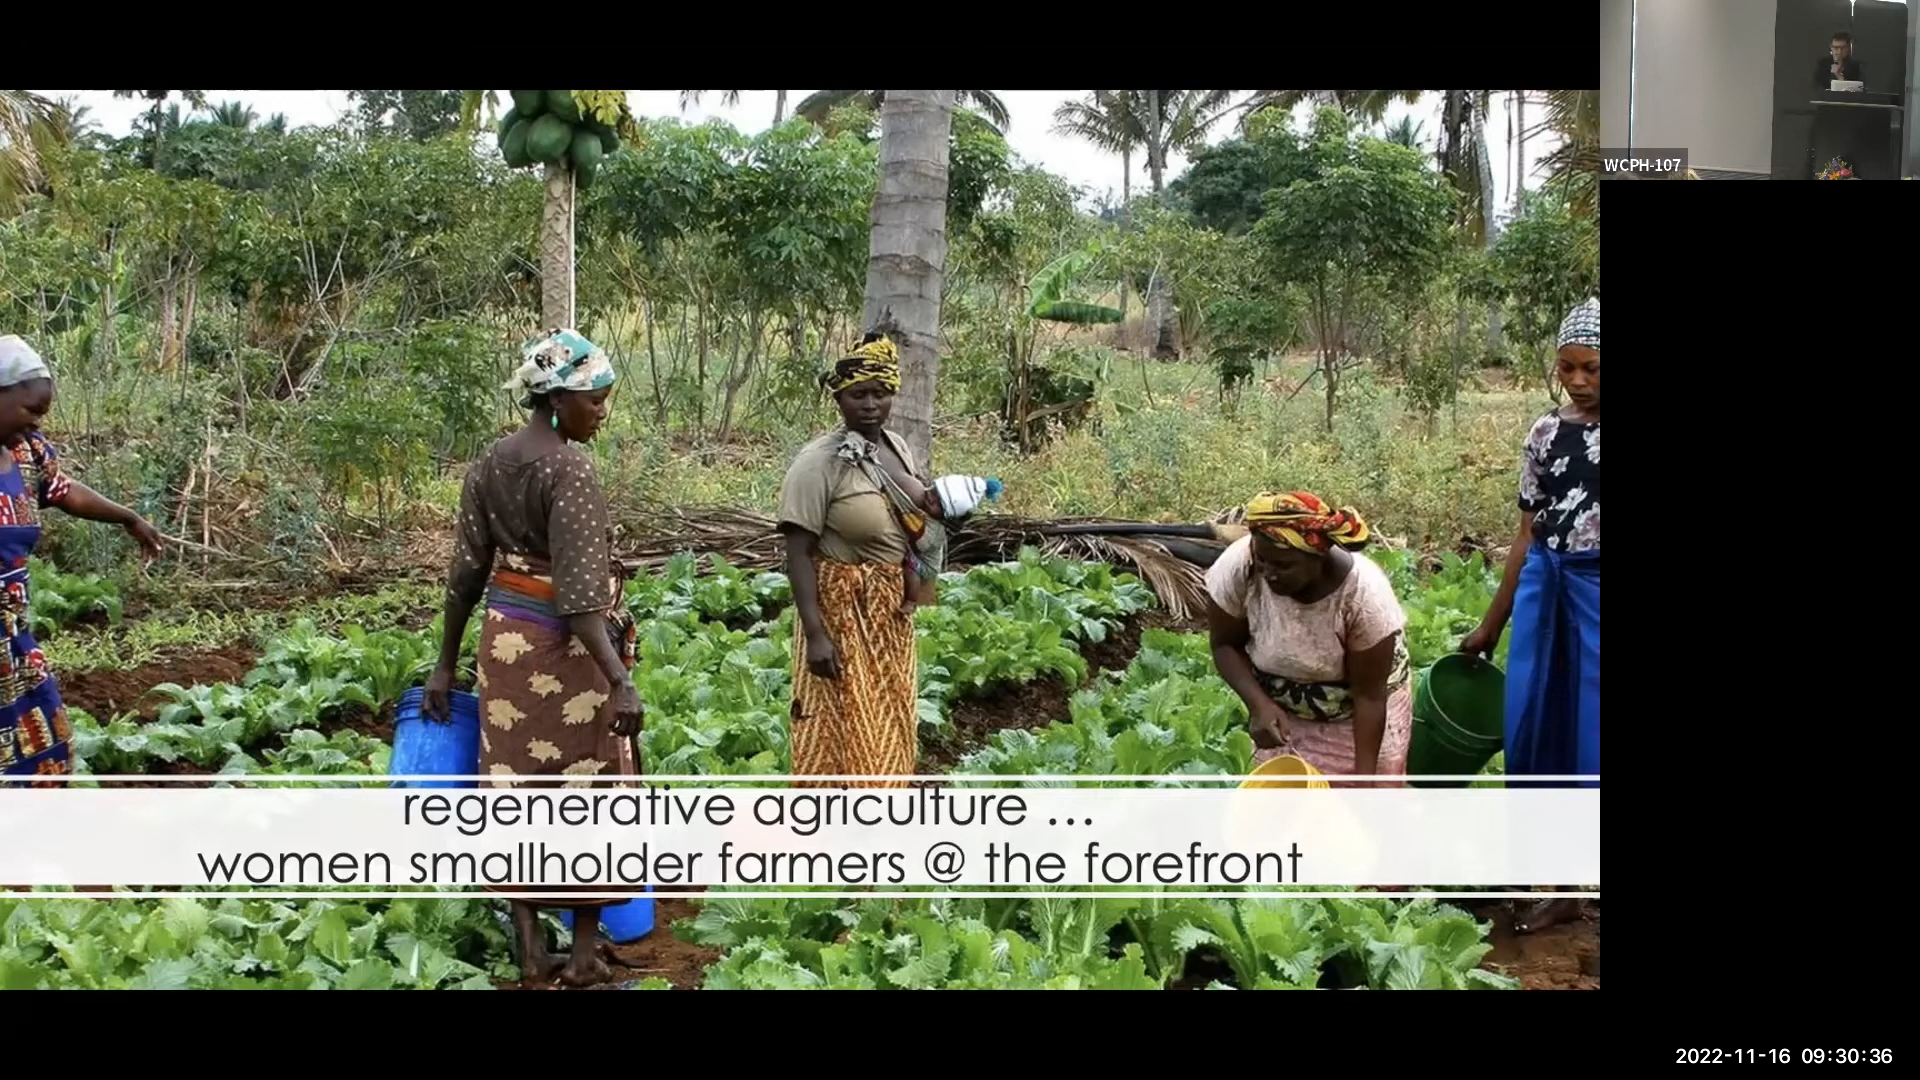 WCPH-107
regenerative agriculture ...
women smallholder farmers @ the forefront
2022-11-16 09:30:36